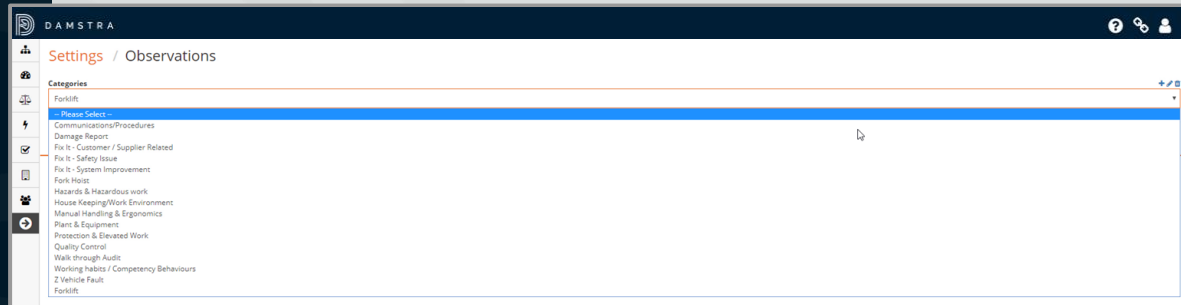 DAMSTRA
Settings / Observations
Categories
Forklift
-- Please Select --
Communications/Procedures
Damage Report
Fix It - Customer / Supplier Related
Fix It - Safety Issue
Fix It - System Improvement
Fork Hoist
Hazards & Hazardous work
House Keeping/Work Environment
Manual Handling & Ergonomics
Plant & Equipment
Protection & Elevated Work
Quality Control
Walk through Audit
Working habits / Competency Behaviours
Z Vehicle Fault
Forklift